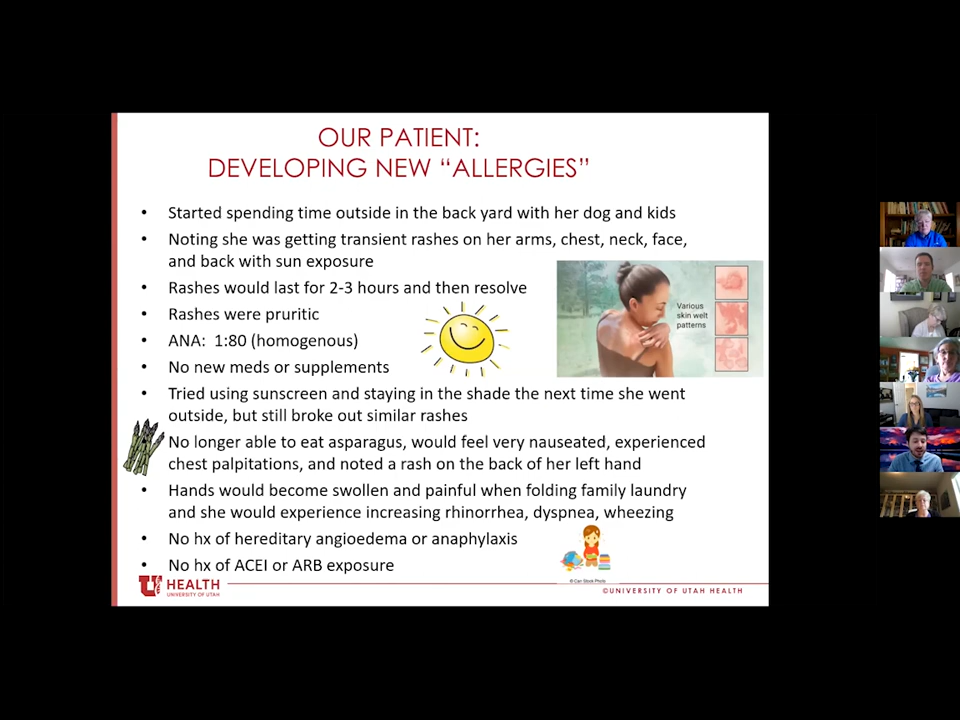 OUR PATIENT:
DEVELOPING NEW “ALLERGIES”
• Started spending time outside in the back yard with her dog and kids
• Noting she was getting transient rashes on her arms, chest, neck, face,
and back with sun exposure
• Rashes would last for 2-3 hours and then resolve
• Rashes were pruritic
Various
skin welt
patterns
• ANA: 1:80 (homogenous)
• No new meds or supplements
• Tried using sunscreen and staying in the shade the next time she went
outside, but still broke out similar rashes
No longer able to eat asparagus, would feel very nauseated, experienced
chest palpitations, and noted a rash on the back of her left hand
• Hands would become swollen and painful when folding family laundry
and she would experience increasing rhinorrhea, dyspnea, wheezing
• No hx of hereditary angioedema or anaphylaxis
• No hx of ACEI or ARB exposure
© Can Stock Photo
U HEALTH
UNIVERSITY OF UTAH
©UNIVERSITY OF UTAH HEALTH